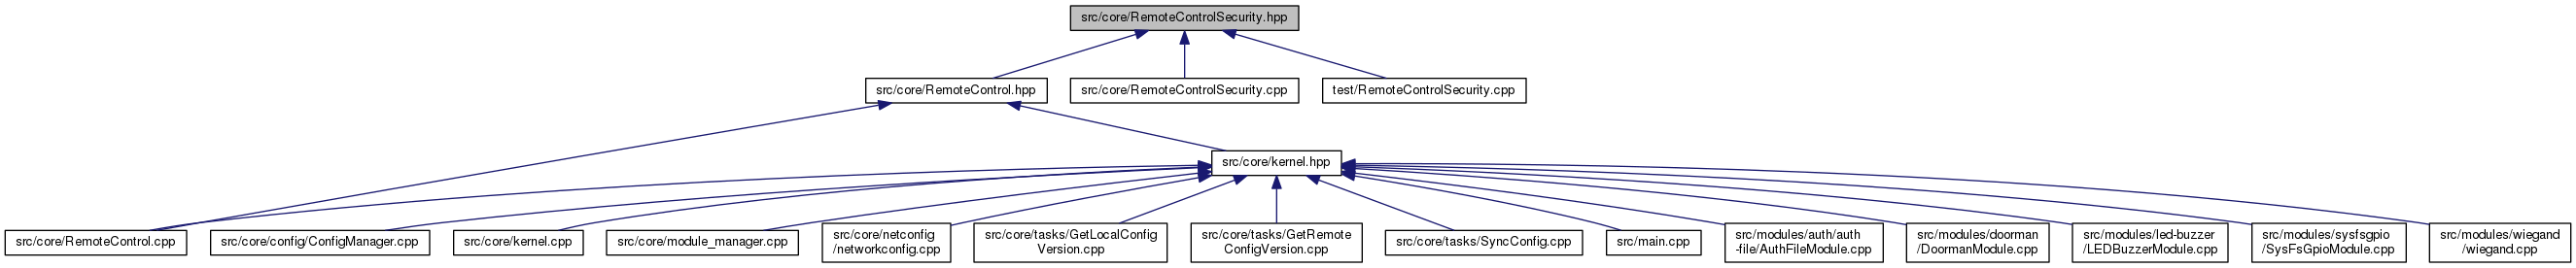 src/core/RemoteControlSecurity.hpp
src/core/RemoteControl.hpp
src/core/RemoteControlSecurity.cpp
test/RemoteControlSecurity.cpp
src/core/kernel.hpp
src/core/RemoteControl.cpp
src/core/config/ConfigManager.cpp
src/core/kernel.cpp
src/core/module_manager.cpp
src/core/netconfig
/networkconfig.cpp
src/core/tasks/GetLocalConfig
Version.cpp
src/core/tasks/GetRemote
ConfigVersion.cpp
src/core/tasks/SyncConfig.cpp
src/main.cpp
src/modules/auth/auth
-file/AuthFileModule.cpp
src/modules/doorman
/DoormanModule.cpp
src/modules/led-buzzer
/LEDBuzzerModule.cpp
src/modules/sysfsgpio
/SysFsGpioModule.cpp
src/modules/wiegand
/wiegand.cpp